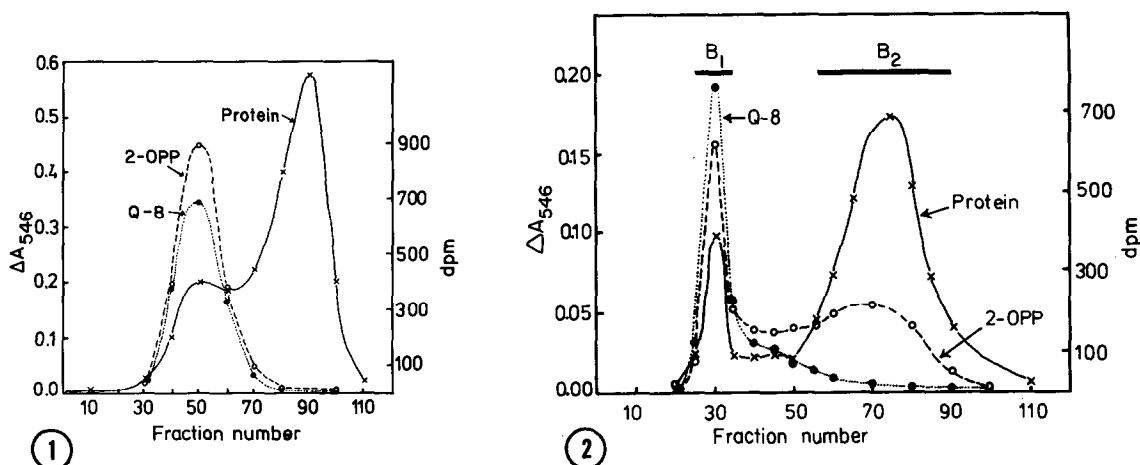 0.6
0.5
0.4
0.3
0.2
0.1
0.0
ΔA546
2-OPP
Q-8
Protein
900
700
500
300
100
dpm
10 30 50 70 90 110
Fraction number
1
B1 B2
0.20
0.15
0.10
0.05
0.00
ΔA546
Q-8
Protein
2-OPP
700
500
300
100
dpm
10 30 50 70 90 110
Fraction number
2